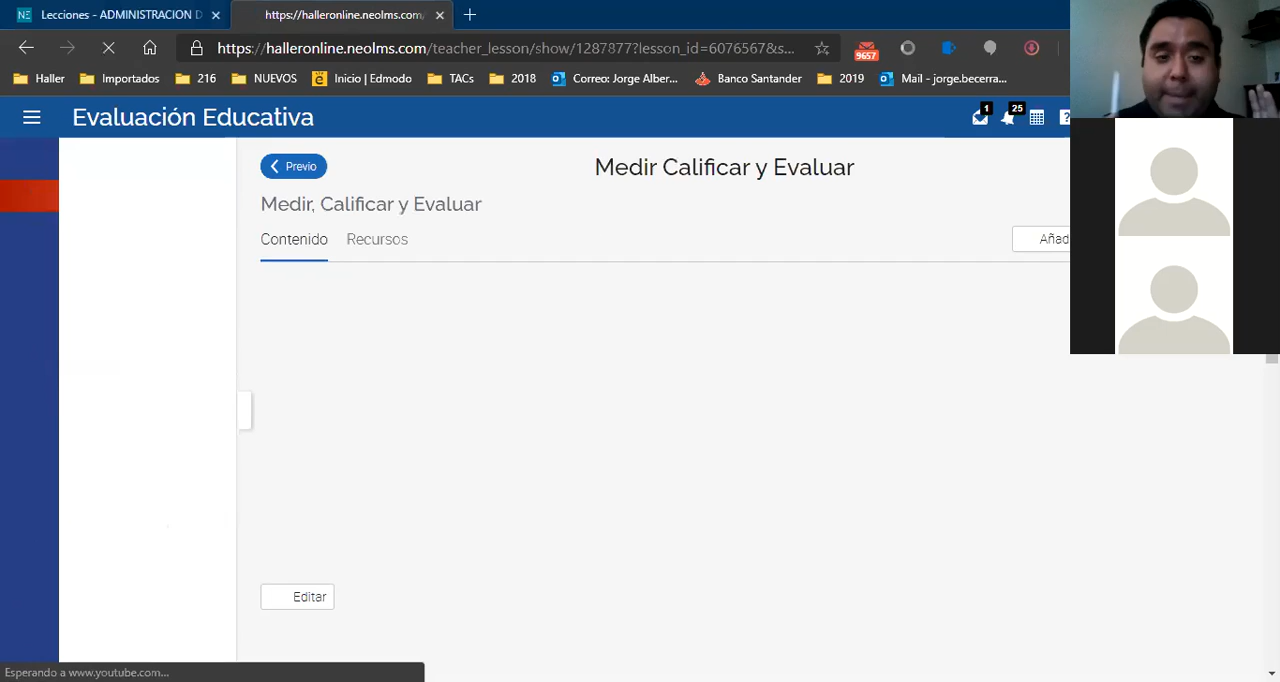 Lecciones - ADMINISTRACION D
https://halleronline.neolms.com/
https://halleronline.neolms.com/teacher_lesson/show/1287877?lesson_id=6076567&s...
9657
Haller
Importados
216
NUEVOS
Inicio | Edmodo
TACs
2018
Correo: Jorge Alber...
Banco Santander
2019
Mail - jorge.becerra...
Evaluación Educativa
1
25
?
Previo
Medir Calificar y Evaluar
Medir, Calificar y Evaluar
Contenido
Recursos
Añad
Editar
Esperando a www.youtube.com...